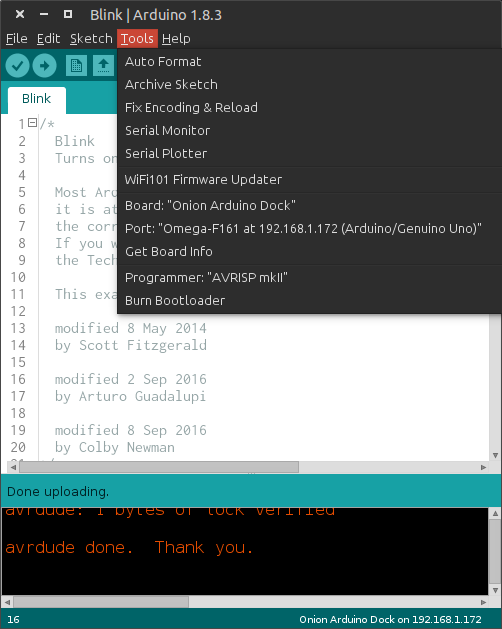 Blink | Arduino 1.8.3
File Edit Sketch Tools Help
Auto Format
Archive Sketch
Fix Encoding & Reload
Serial Monitor
Serial Plotter
WiFi101 Firmware Updater
Board: "Onion Arduino Dock"
Port: "Omega-F161 at 192.168.1.172 (Arduino/Genuino Uno)"
Get Board Info
Programmer: "AVRISP mkII"
Burn Bootloader
Blink
1 /*
2 Blink
3 Turns on
4
5 Most Ard
6 it is at
7 the corr
8 If you w
9 the Tech
10
11 This exa
12
13 modified 8 May 2014
14 by Scott Fitzgerald
15
16 modified 2 Sep 2016
17 by Arturo Guadalupi
18
19 modified 8 Sep 2016
20 by Colby Newman
Done uploading.
avrdude: 1 bytes of lock verified
avrdude done. Thank you.
16 Onion Arduino Dock on 192.168.1.172